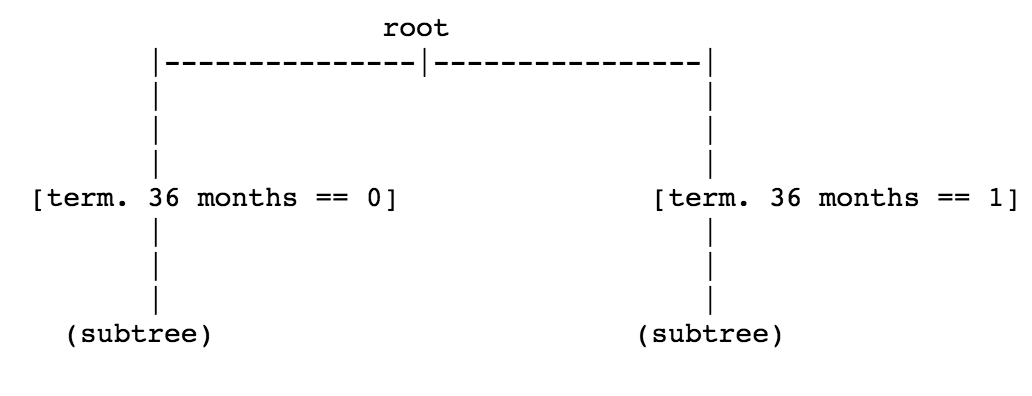 root
|---------------|----------------|
| |
| |
| |
[term. 36 months == 0] [term. 36 months == 1]
| |
| |
| |
(subtree) (subtree)